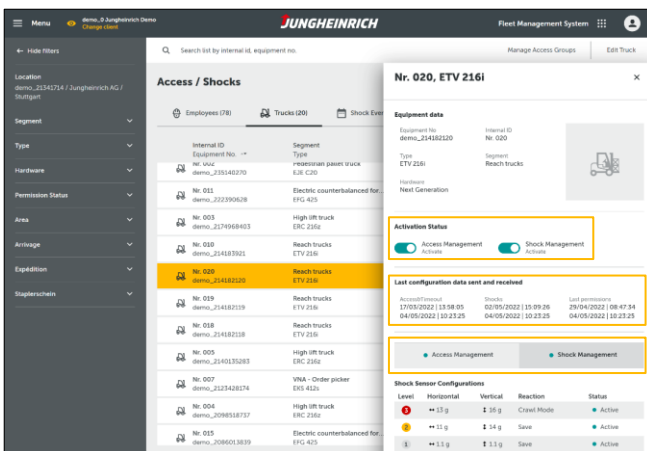 Menu
demo_0 Jungheinrich Demo
Change client
JUNGHEINRICH
Fleet Management System
← Hide filters
Search list by internal id, equipment no.
Manage Access Groups
Edit Truck
Location
demo_21341714 / Jungheinrich AG /
Stuttgart
Segment
Type
Hardware
Permission Status
Area
Arrivage
Expédition
Staplerschein
Access / Shocks
Employees (78)
Trucks (20)
Shock Eve
Internal ID
Equipment No. →
Segment
Type
Nr. 002
Pedestrian pallet truck
demo_235140270
EJE C20
Nr. 011
Electric counterbalanced for...
demo_222390628
EFG 425
Nr. 003
High lift truck
demo_2174968403
ERC 216z
Nr. 010
Reach trucks
demo_214183921
ETV 216i
Nr. 020
Reach trucks
demo_214182120
ETV 216i
Nr. 019
Reach trucks
demo_214182119
ETV 216i
Nr. 018
Reach trucks
demo_214182118
ETV 216i
Nr. 005
High lift truck
demo_2140135283
ERC 216z
Nr. 007
VNA - Order picker
demo_2123428174
EKS 412s
Nr. 004
High lift truck
demo_2098518737
ERC 216z
Nr. 015
Electric counterbalanced for...
demo_2086013839
EFG 425
Nr. 020, ETV 216i
Equipment data
Equipment No
demo_214182120
Internal ID
Nr. 020
Type
ETV 216i
Segment
Reach trucks
Hardware
Next Generation
Activation Status
Access Management
Activate
Shock Management
Activate
Last configuration data sent and received
Access/Timeout
17/03/2022 | 13:58:05
04/05/2022 | 10:23:25
Shocks
02/05/2022 | 15:09:26
04/05/2022 | 10:23:25
Last permissions
29/04/2022 | 08:47:34
04/05/2022 | 10:23:25
Access Management
Shock Management
Shock Sensor Configurations
Level Horizontal Vertical Reaction Status
3 ↔ 13 g ↕ 16 g Crawl Mode Active
2 ↔ 11 g ↕ 14 g Save Active
1 ↔ 1.1 g ↕ 1.1 g Save Active